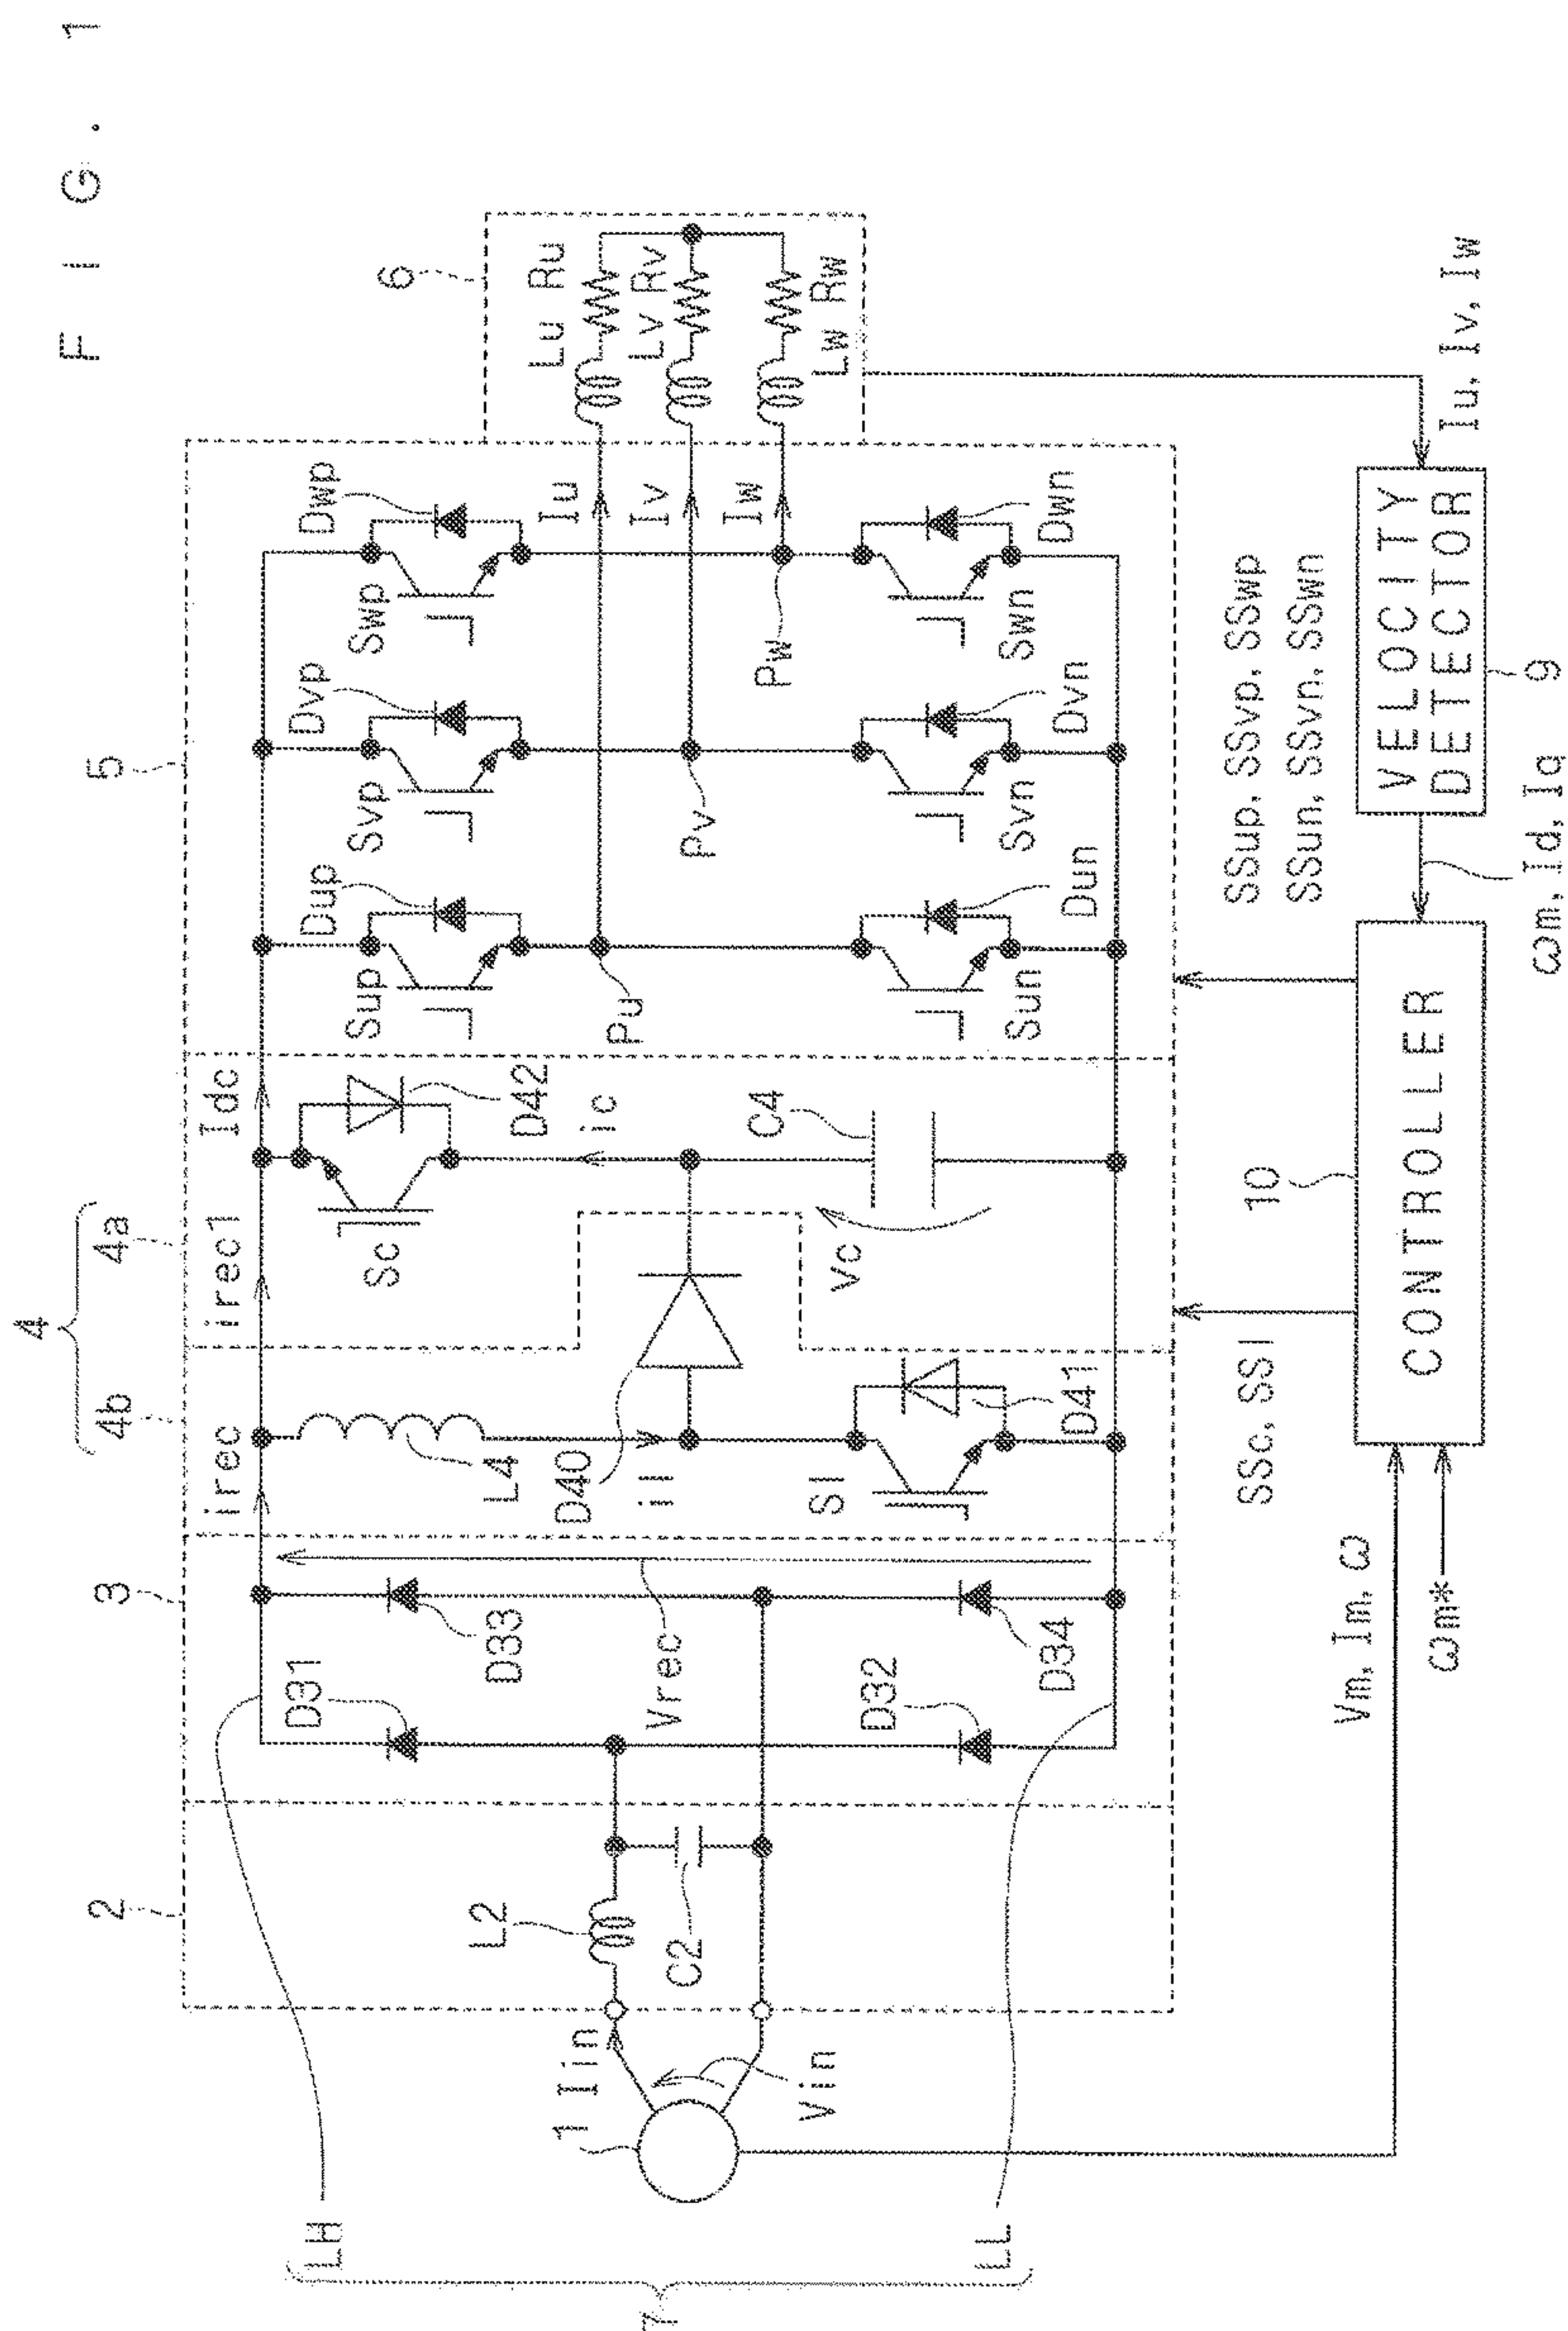 FIG. 1
4
4b
4a
2
3
5
6
irec
irec1
Idc
LH
D31
D33
L4
Sc
D42
Sup
Dup
Svp
Dvp
Swp
Dwp
Iu
Iv
Iw
Lu Ru
Lv Rv
Lw Rw
L2
C2
1
Iin
Vin
Vrec
D40
ilv
ic
Pu
Pv
Pw
D32
D34
Sl
D41
Vc
C4
Sun
Dun
Svn
Dvn
Swn
Dwn
LL
7
SSc, SSl
10
SSup, SSvp, SSwp
SSun, SSvn, SSwn
Vm, Im, ω
ωm*
CONTROLLER
VELOCITY
DETECTOR
Iu, Iv, Iw
9
ωm, Id, Iq